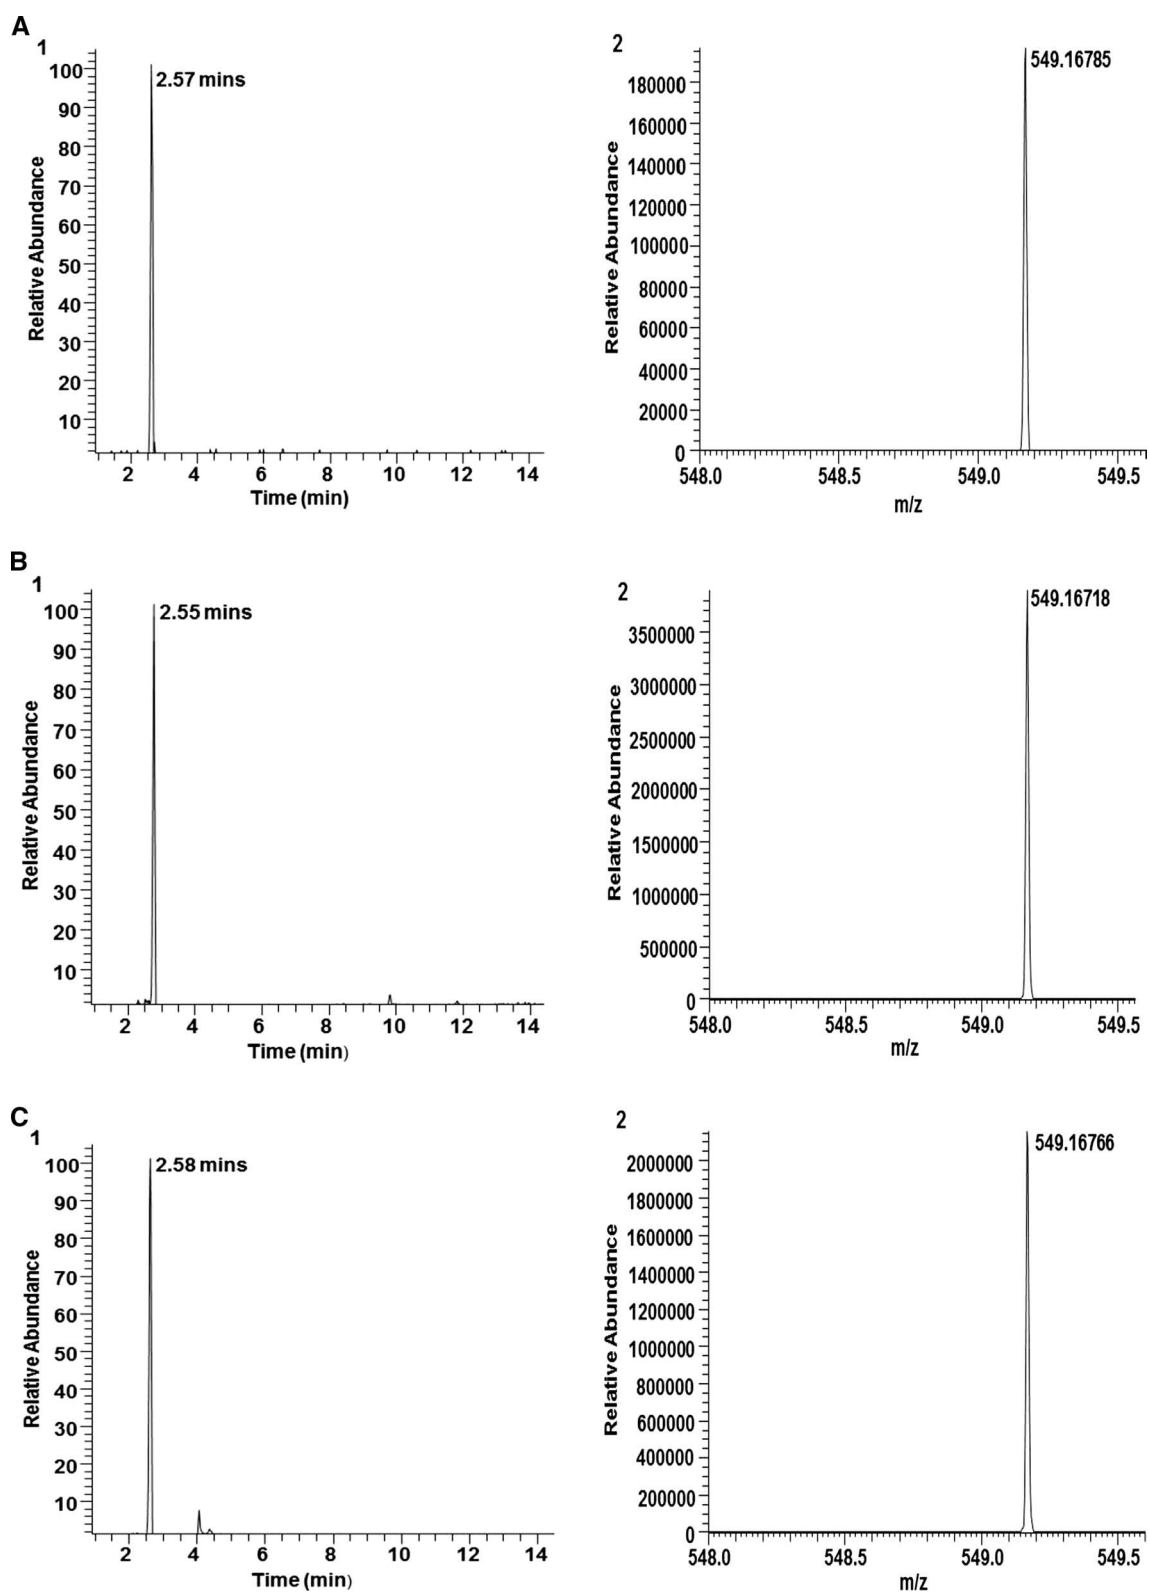 A
1
2.57 mins
100
90
80
70
60
50
40
30
20
10
Relative Abundance
2 4 6 8 10 12 14
Time (min)
2
549.16785
180000
160000
140000
120000
100000
80000
60000
40000
20000
0
Relative Abundance
548.0 548.5 549.0 549.5
m/z
B
1
2.55 mins
100
90
80
70
60
50
40
30
20
10
Relative Abundance
2 4 6 8 10 12 14
Time (min)
2
549.16718
3500000
3000000
2500000
2000000
1500000
1000000
500000
0
Relative Abundance
548.0 548.5 549.0 549.5
m/z
C
1
2.58 mins
100
90
80
70
60
50
40
30
20
10
Relative Abundance
2 4 6 8 10 12 14
Time (min)
2
549.16766
2000000
1800000
1600000
1400000
1200000
1000000
800000
600000
400000
200000
0
Relative Abundance
548.0 548.5 549.0 549.5
m/z